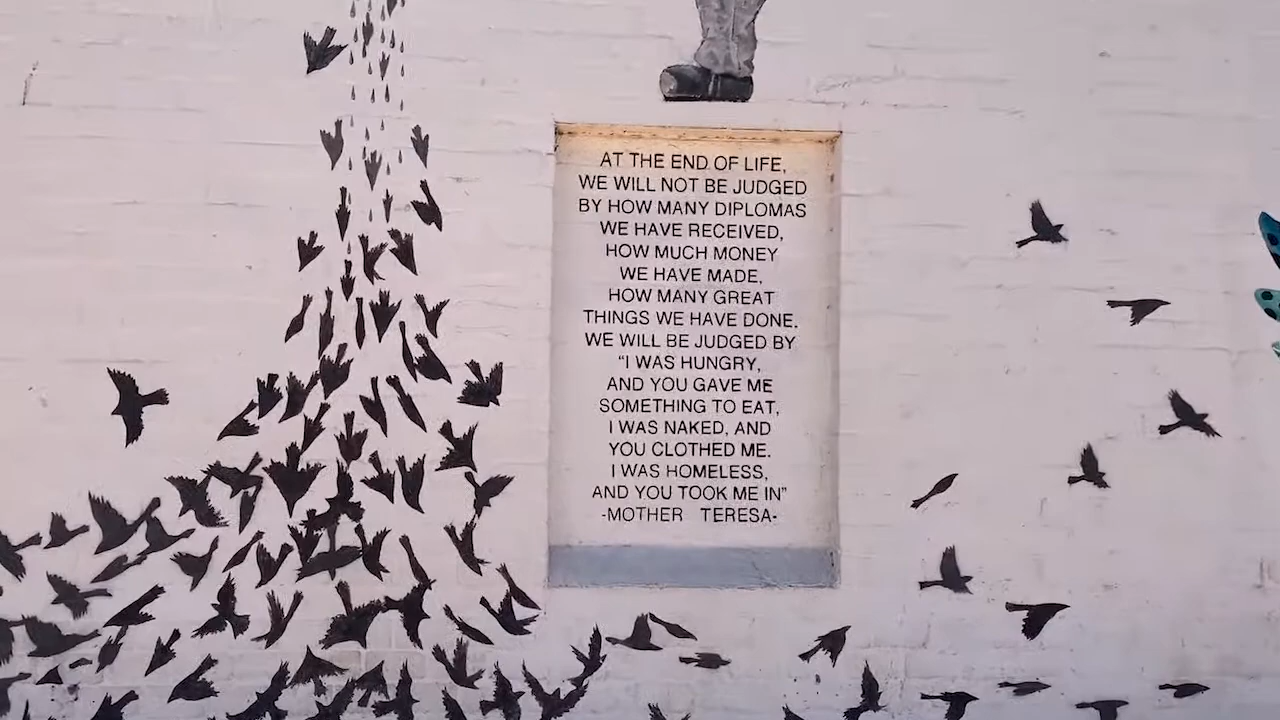 AT THE END OF LIFE,
WE WILL NOT BE JUDGED
BY HOW MANY DIPLOMAS
WE HAVE RECEIVED,
HOW MUCH MONEY
WE HAVE MADE,
HOW MANY GREAT
THINGS WE HAVE DONE.
WE WILL BE JUDGED BY
“I WAS HUNGRY,
AND YOU GAVE ME
SOMETHING TO EAT,
I WAS NAKED, AND
YOU CLOTHED ME.
I WAS HOMELESS,
AND YOU TOOK ME IN”
-MOTHER TERESA-